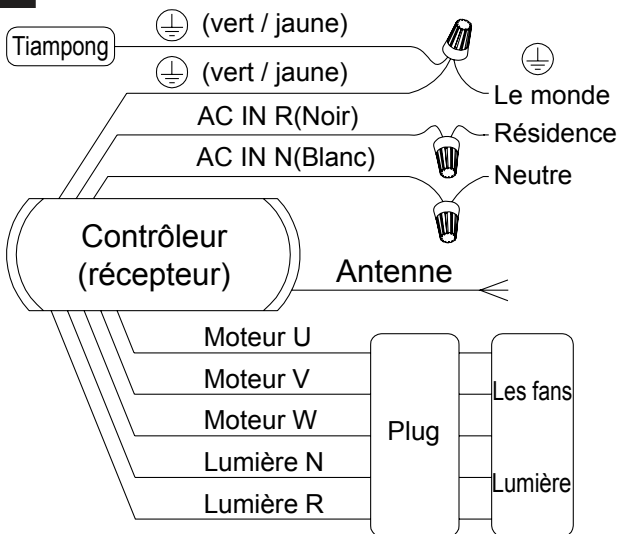 (vert / jaune)
Tiampong
(vert / jaune)
Le monde
AC IN R(Noir)
Résidence
AC IN N(Blanc)
Neutre
Contrôleur
(récepteur)
Antenne
Moteur U
Moteur V
Moteur W
Lumière N
Lumière R
Plug
Les fans
Lumière